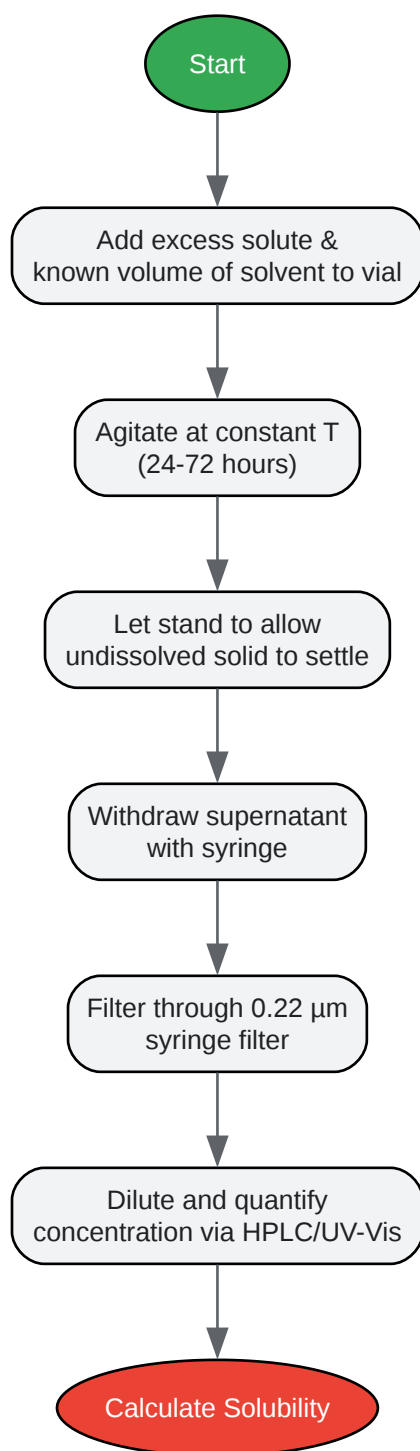 Start
Add excess solute &
known volume of solvent to vial
Agitate at constant T
(24-72 hours)
Let stand to allow
undissolved solid to settle
Withdraw supernatant
with syringe
Filter through 0.22 µm
syringe filter
Dilute and quantify
concentration via HPLC/UV-Vis
Calculate Solubility